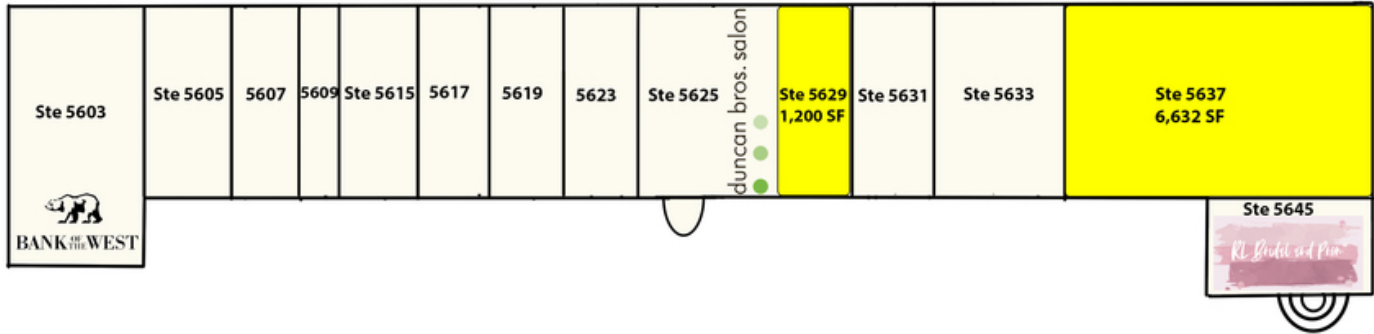 Ste 5603
BANK OF THE WEST
Ste 5605
5607
5609
Ste 5615
5617
5619
5623
Ste 5625
duncan bros. salon
Ste 5629
1,200 SF
Ste 5631
Ste 5633
Ste 5637
6,632 SF
Ste 5645
RL Bridal and Prom